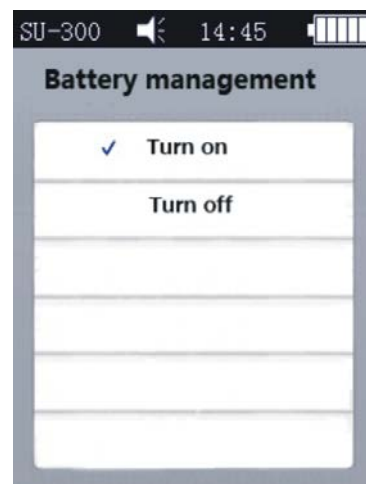 SU-300 14:45
Battery management
✓ Turn on
Turn off